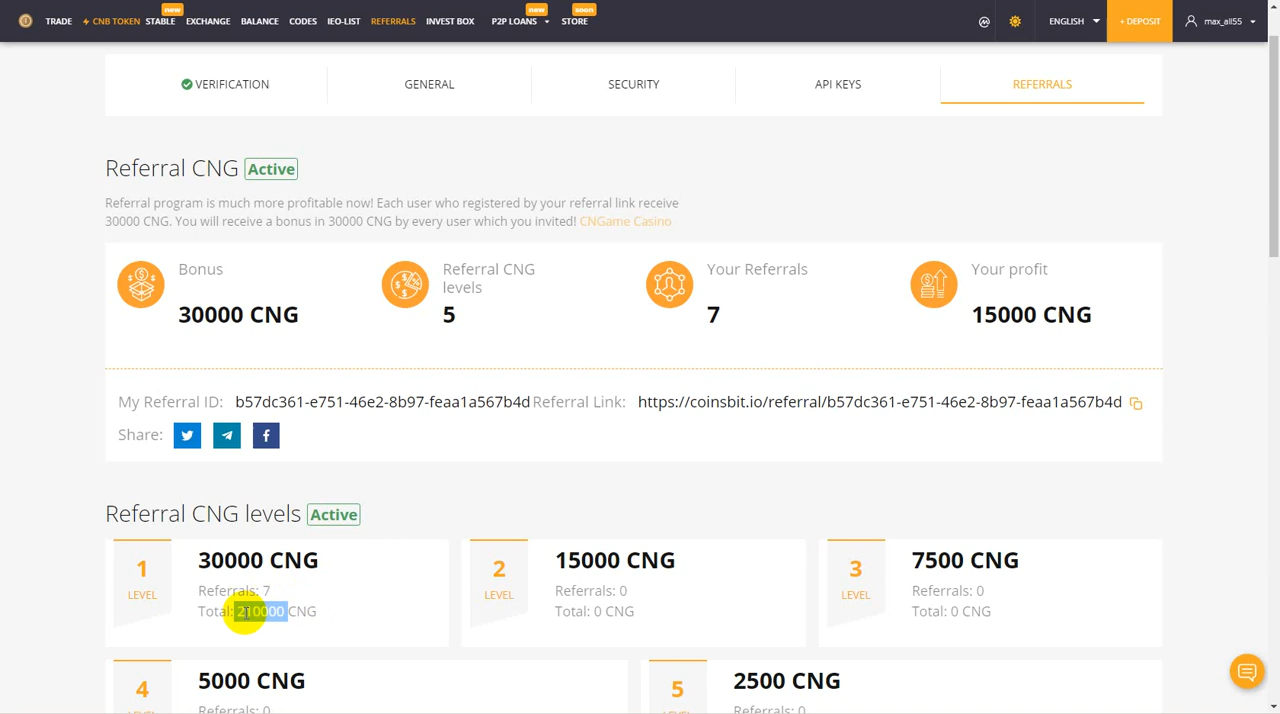 new new soon
TRADE CNB TOKEN STABLE EXCHANGE BALANCE CODES IEO-LIST REFERRALS INVEST BOX P2P LOANS STORE ENGLISH + DEPOSIT max_all55
VERIFICATION GENERAL SECURITY API KEYS REFERRALS
Referral CNG Active
Referral program is much more profitable now! Each user who registered by your referral link receive
30000 CNG. You will receive a bonus in 30000 CNG by every user which you invited! CNGame Casino
Bonus
30000 CNG
Referral CNG
levels
5
Your Referrals
7
Your profit
15000 CNG
My Referral ID: b57dc361-e751-46e2-8b97-feaa1a567b4d Referral Link: https://coinsbit.io/referral/b57dc361-e751-46e2-8b97-feaa1a567b4d
Share:
Referral CNG levels Active
1
LEVEL
30000 CNG
Referrals: 7
Total: 210000 CNG
2
LEVEL
15000 CNG
Referrals: 0
Total: 0 CNG
3
LEVEL
7500 CNG
Referrals: 0
Total: 0 CNG
4
LEVEL
5000 CNG
Referrals: 0
5
LEVEL
2500 CNG
Referrals: 0